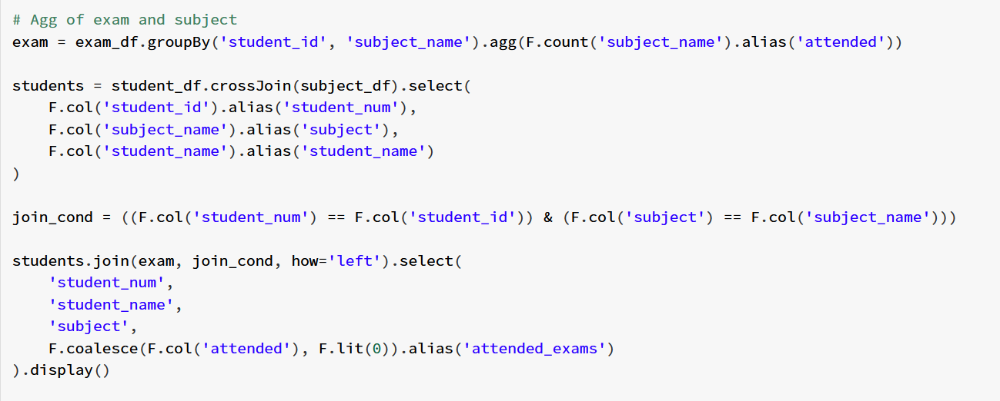 # Agg of exam and subject
exam = exam_df.groupBy('student_id', 'subject_name').agg(F.count('subject_name').alias('attended'))
students = student_df.crossJoin(subject_df).select(
    F.col('student_id').alias('student_num'),
    F.col('subject_name').alias('subject'),
    F.col('student_name').alias('student_name')
)
join_cond = ((F.col('student_num') == F.col('student_id')) & (F.col('subject') == F.col('subject_name')))
students.join(exam, join_cond, how='left').select(
    'student_num',
    'student_name',
    'subject',
    F.coalesce(F.col('attended'), F.lit(0)).alias('attended_exams')
).display()